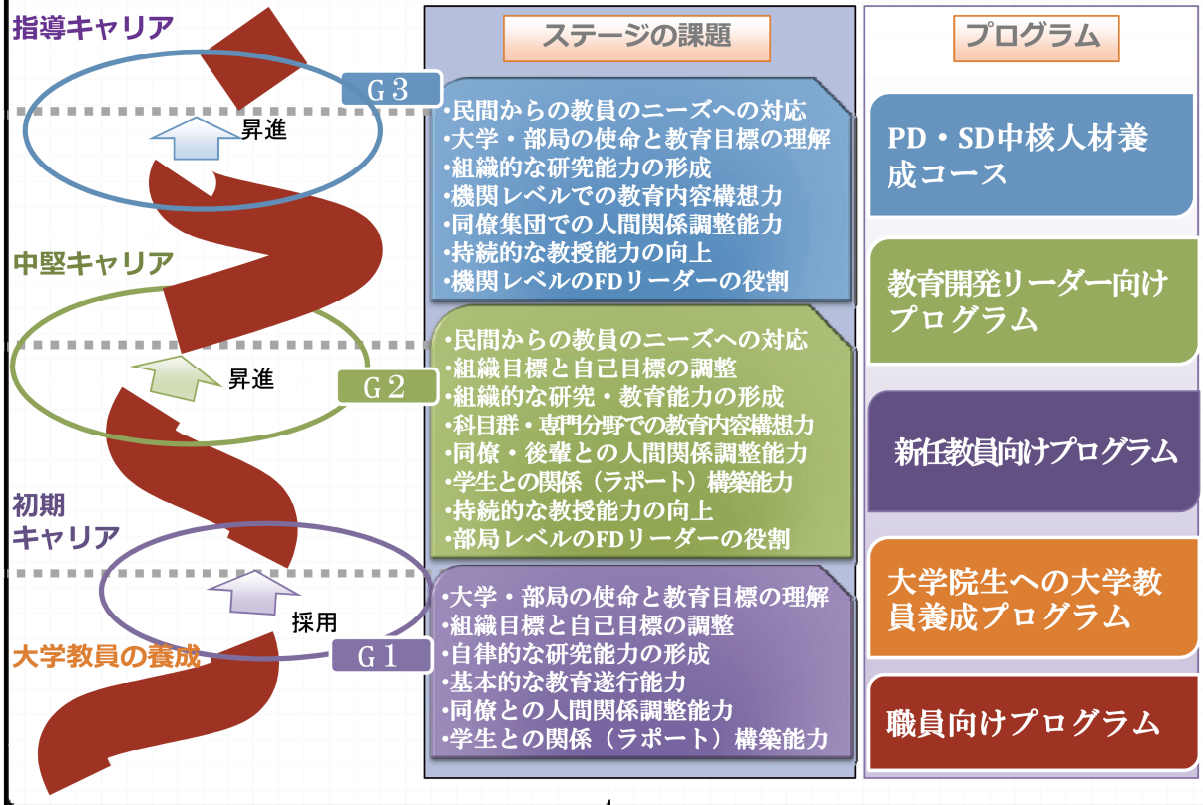 指導キャリア
G3
昇進
中堅キャリア
G2
昇進
初期
キャリア
採用
G1
大学教員の養成
ステージの課題
•民間からの教員のニーズへの対応
•大学・部局の使命と教育目標の理解
•組織的な研究能力の形成
•機関レベルでの教育内容構想力
•同僚集団での人間関係調整能力
•持続的な教授能力の向上
•機関レベルのFDリーダーの役割
•民間からの教員のニーズへの対応
•組織目標と自己目標の調整
•組織的な研究・教育能力の形成
•科目群・専門分野での教育内容構想力
•同僚・後輩との人間関係調整能力
•学生との関係（ラポート）構築能力
•持続的な教授能力の向上
•部局レベルのFDリーダーの役割
•大学・部局の使命と教育目標の理解
•組織目標と自己目標の調整
•自律的な研究能力の形成
•基本的な教育遂行能力
•同僚との人間関係調整能力
•学生との関係（ラポート）構築能力
プログラム
PD・SD中核人材養
成コース
教育開発リーダー向け
プログラム
新任教員向けプログラム
大学院生への大学教
員養成プログラム
職員向けプログラム